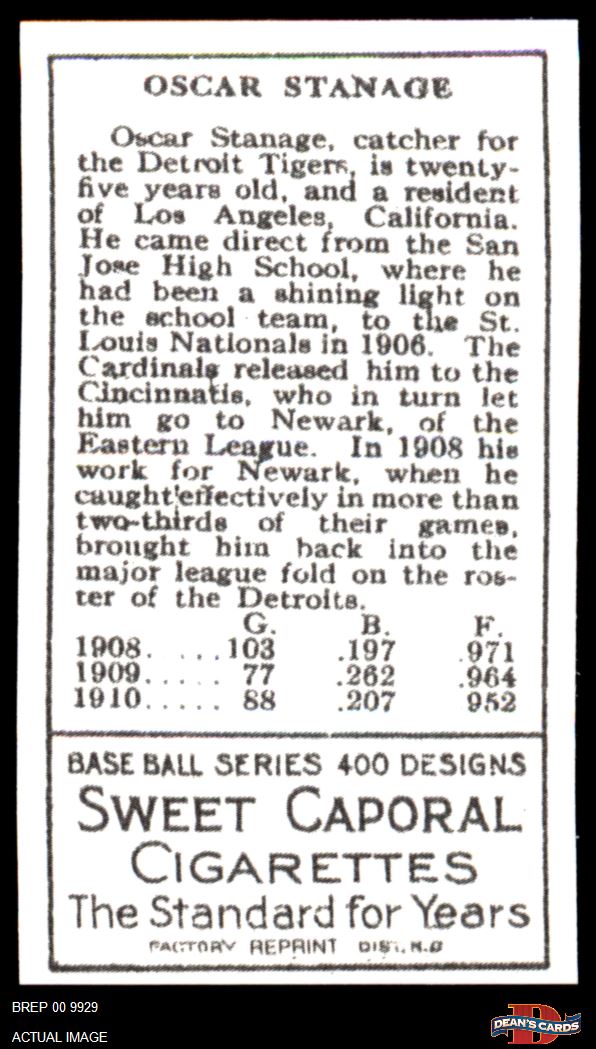 OSCAR STANAGE
Oscar Stanage, catcher for
the Detroit Tigers, is twenty-
five years old, and a resident
of Los Angeles, California.
He came direct from the San
Jose High School, where he
had been a shining light on
the school team, to the St.
Louis Nationals in 1906. The
Cardinals released him to the
Cincinnatis, who in turn let
him go to Newark, of the
Eastern League. In 1908 his
work for Newark, when he
caught effectively in more than
two-thirds of their games,
brought him back into the
major league fold on the ros-
ter of the Detroits.
G. B. F.
1908. . . . . . 103 .197 .971
1909. . . . . . 77 .262 .964
1910. . . . . . 88 .207 .952
BASE BALL SERIES 400 DESIGNS
SWEET CAPORAL
CIGARETTES
The Standard for Years
FACTORY REPRINT DIST. N.C.
BREP 00 9929
ACTUAL IMAGE
D
DEAN'S CARDS